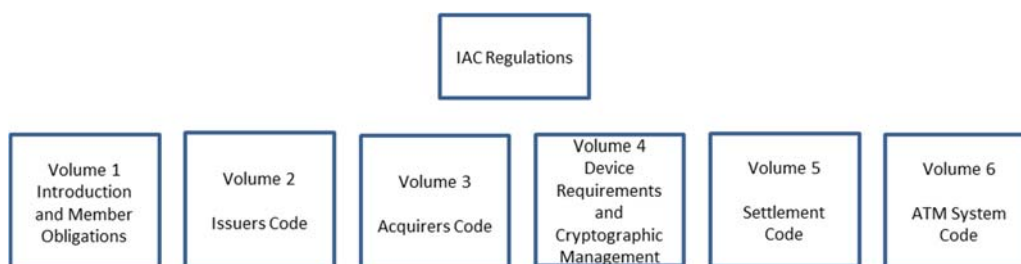 IAC Regulations
Volume 1
Introduction
and Member
Obligations
Volume 2
Issuers Code
Volume 3
Acquirers Code
Volume 4
Device
Requirements
and
Cryptographic
Management
Volume 5
Settlement
Code
Volume 6
ATM System
Code